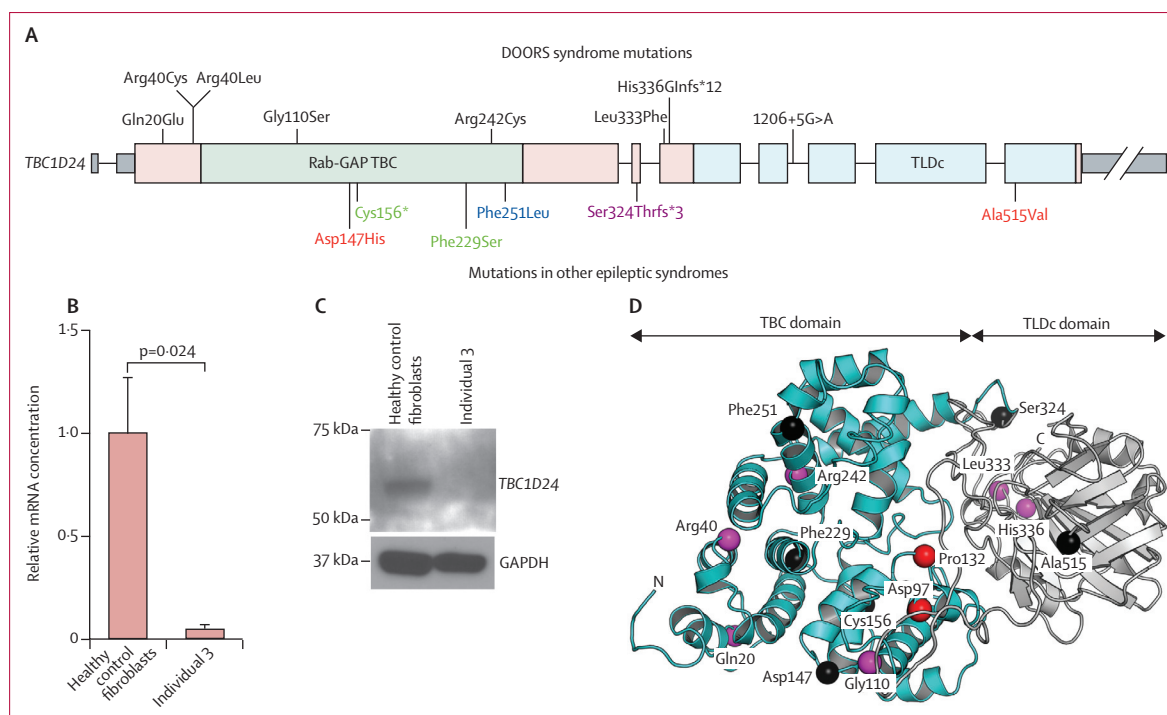 A
DOORS syndrome mutations
Arg40Cys
Arg40Leu
Gln20Glu
Gly110Ser
Arg242Cys
His336GInfs*12
Leu333Phe
1206+5G>A
TBC1D24
Rab-GAP TBC
TLDc
Cys156*
Asp147His
Phe229Ser
Phe251Leu
Ser324Thrfs*3
Ala515Val
Mutations in other epileptic syndromes
B
1·5
1·0
0·5
0
Relative mRNA concentration
p=0·024
Healthy
control
fibroblasts
Individual 3
C
Healthy control
fibroblasts
Individual 3
75 kDa
50 kDa
37 kDa
TBC1D24
GAPDH
D
TBC domain
TLDc domain
Phe251
Ser324
C
Leu333
Arg242
Arg40
Phe229
His336
Pro132
Ala515
N
Asp97
Cys156
Gln20
Asp147
Gly110